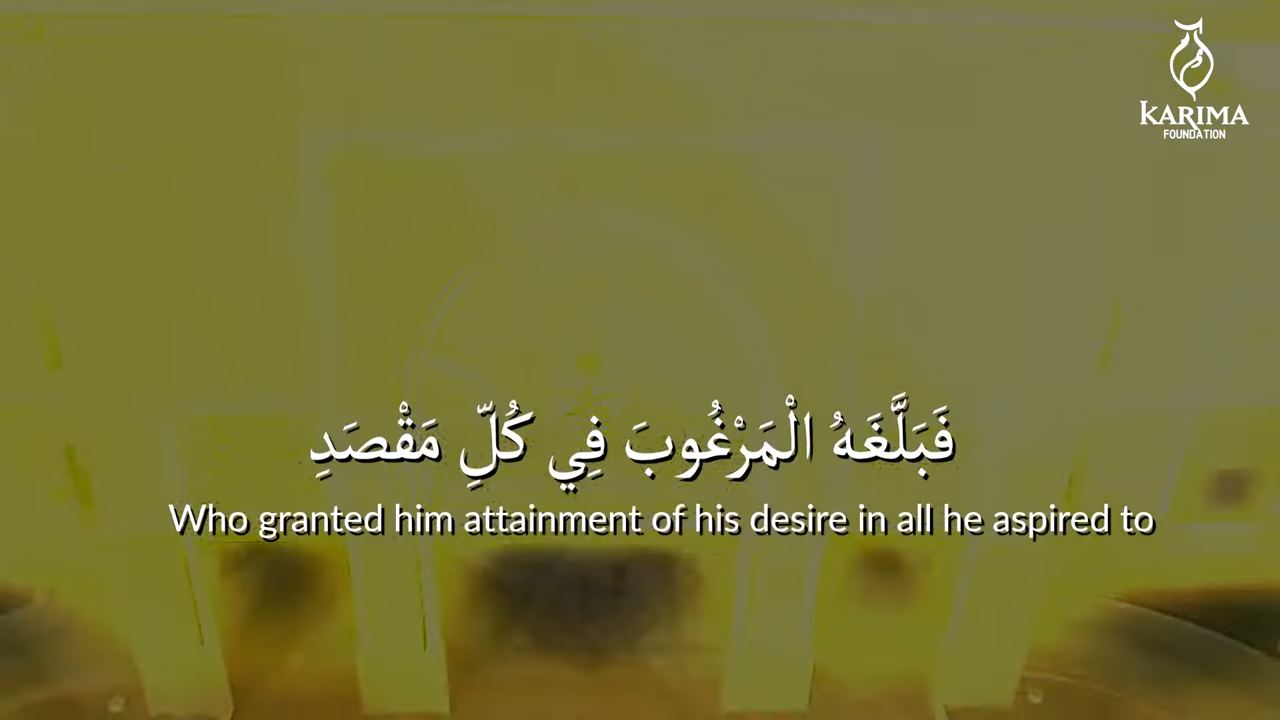 KARIMA
FOUNDATION
فَبَلَّغَهُ الْمَرْغُوبَ فِي كُلِّ مَقْصَدِ
Who granted him attainment of his desire in all he aspired to